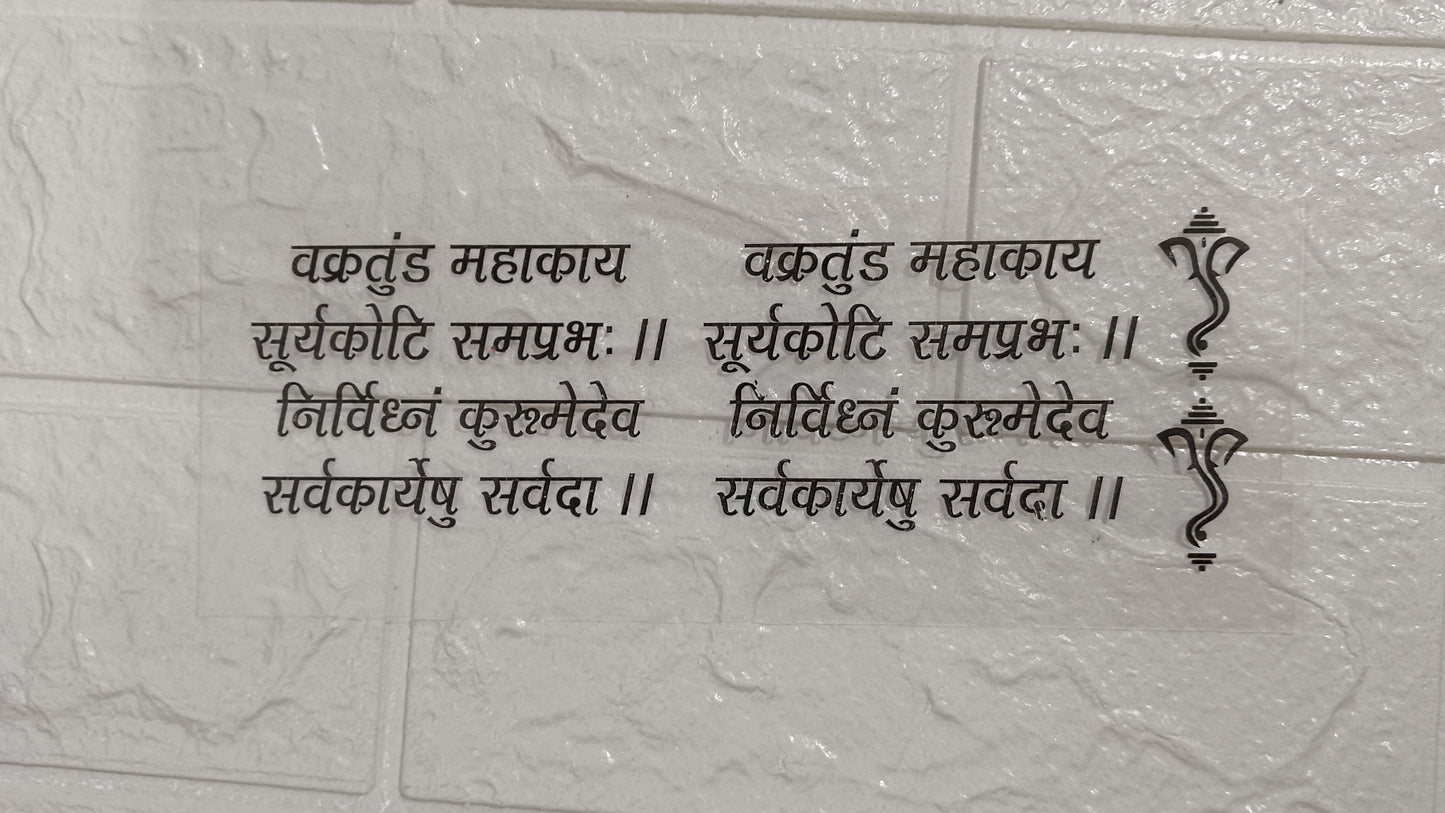 वक्रतुंड महाकाय
सूर्यकोटि समप्रभः ॥
निर्विध्नं कुरूमेदेव
सर्वकार्येषु सर्वदा ॥
वक्रतुंड महाकाय
सूर्यकोटि समप्रभः ॥
निर्विध्नं कुरूमेदेव
सर्वकार्येषु सर्वदा ॥